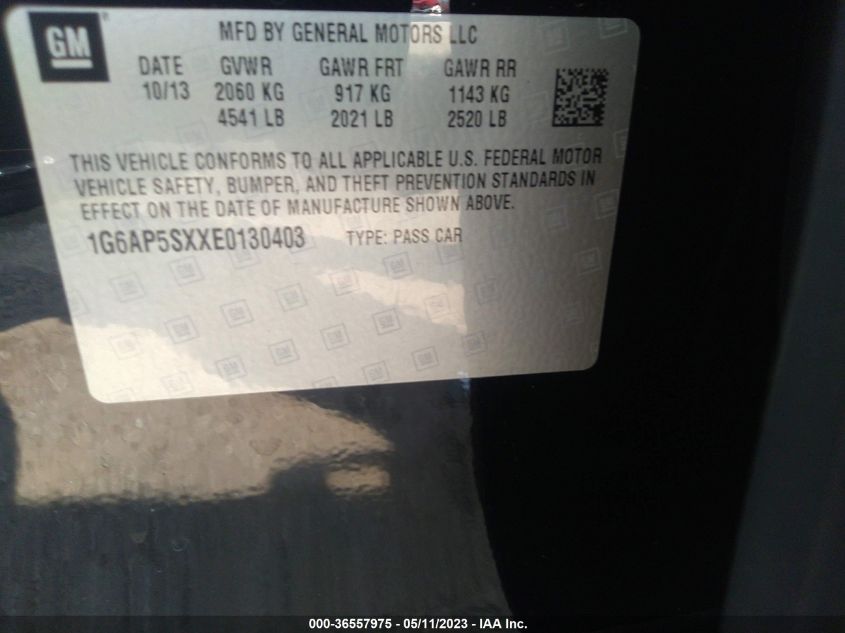 GM
MFD BY GENERAL MOTORS LLC
DATE GVWR GAWR FRT GAWR RR
10/13 2060 KG 917 KG 1143 KG
4541 LB 2021 LB 2520 LB
THIS VEHICLE CONFORMS TO ALL APPLICABLE U.S. FEDERAL MOTOR
VEHICLE SAFETY, BUMPER, AND THEFT PREVENTION STANDARDS IN
EFFECT ON THE DATE OF MANUFACTURE SHOWN ABOVE.
1G6AP5SXXE0130403 TYPE: PASS CAR
000-36557975 - 05/11/2023 - IAA Inc.